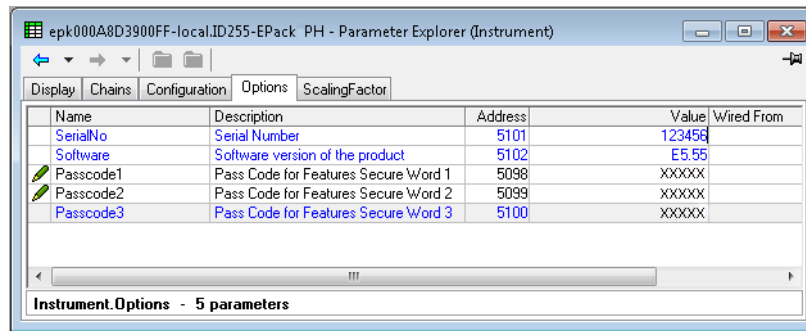 epk000A8D3900FF-local.ID255-EPack PH - Parameter Explorer (Instrument)
Display Chains Configuration Options ScalingFactor
Name Description Address Value Wired From
SerialNo Serial Number 5101 123456
Software Software version of the product 5102 E5.55
Passcode1 Pass Code for Features Secure Word 1 5098 XXXXX
Passcode2 Pass Code for Features Secure Word 2 5099 XXXXX
Passcode3 Pass Code for Features Secure Word 3 5100 XXXXX
Instrument.Options - 5 parameters